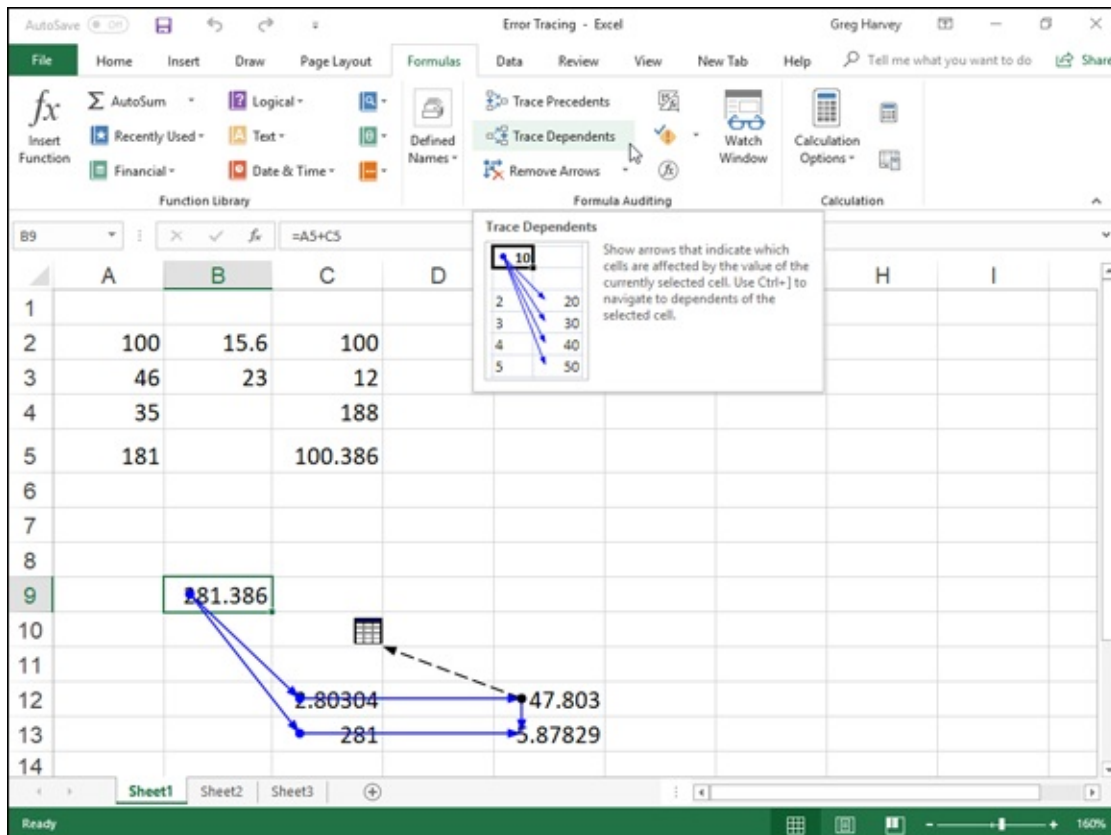 AutoSave Off Error Tracing - Excel Greg Harvey
File Home Insert Draw Page Layout Formulas Data Review View New Tab Help Tell me what you want to do Share
fx Insert Function
Σ AutoSum
Recently Used
Financial
? Logical
A Text
Date & Time
θ
Function Library
Defined Names
Trace Precedents
Trace Dependents
Remove Arrows
fx
Formula Auditing
Watch Window
Calculation Options
Calculation
B9 fx =A5+C5
Trace Dependents
10
2 20
3 30
4 40
5 50
Show arrows that indicate which
cells are affected by the value of the
currently selected cell. Use Ctrl+] to
navigate to dependents of the
selected cell.
A B C D H I
1
2 100 15.6 100
3 46 23 12
4 35 188
5 181 100.386
6
7
8
9 281.386
10
11
12 2.80304 47.803
13 281 5.87829
14
Sheet1 Sheet2 Sheet3
Ready 160%